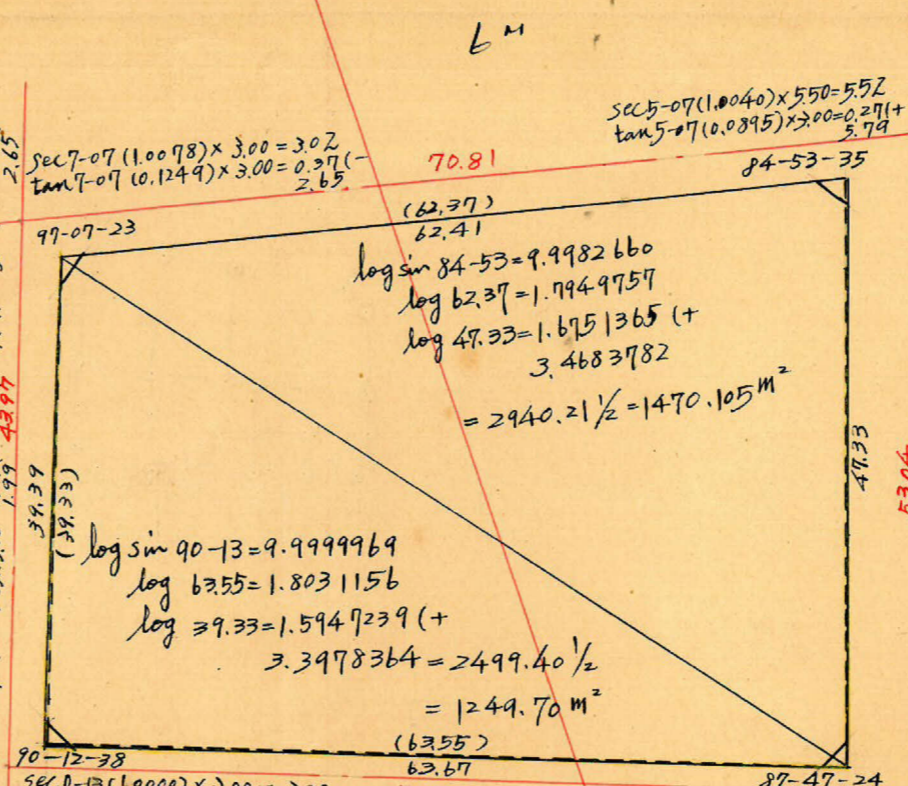 6 M
sec5-07(1.0040)×5.50=5.52
tan5-07(0.0895)×3.00=0.27(+
5.79
sec7-07(1.0078)×3.00=3.02
tan7-07(0.1249)×3.00=0.37(-
2.65
2.65
70.81
84-53-35
97-07-23
(62.37)
62.41
log sin 84-53=9.9982660
log 62.37=1.7949757
log 47.33=1.6751365(+
3.4683782
=2940.21 1/2=1470.105m²
43.97
1.99
39.39
(39.33)
47.33
53.04
log sin 90-13=9.9999969
log 63.55=1.8031156
log 39.33=1.5947239(+
3.3978364=2499.40 1/2
=1249.70m²
(63.55)
63.67
90-12-38
87-47-24